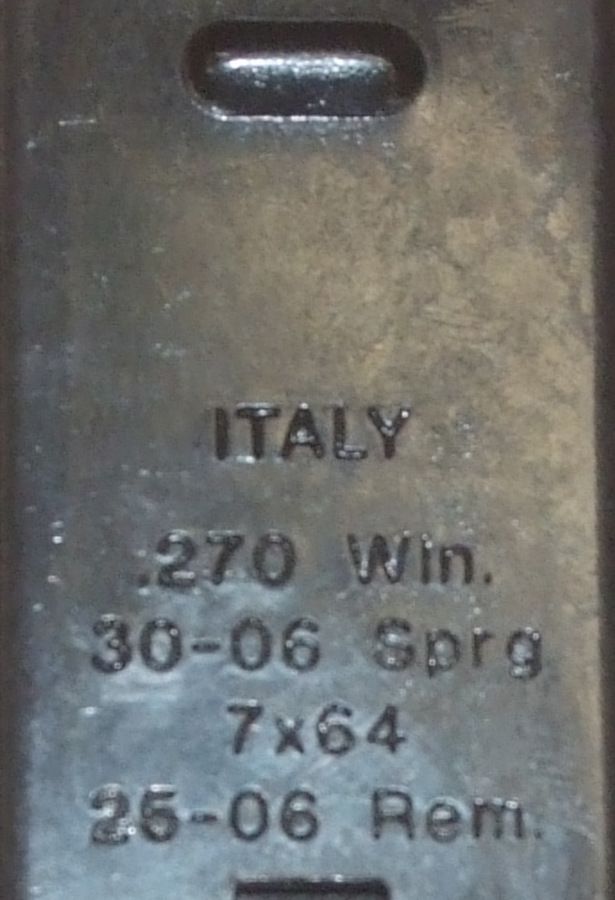 ITALY
.270 Win.
30-06 Sprg
7x64
25-06 Rem.